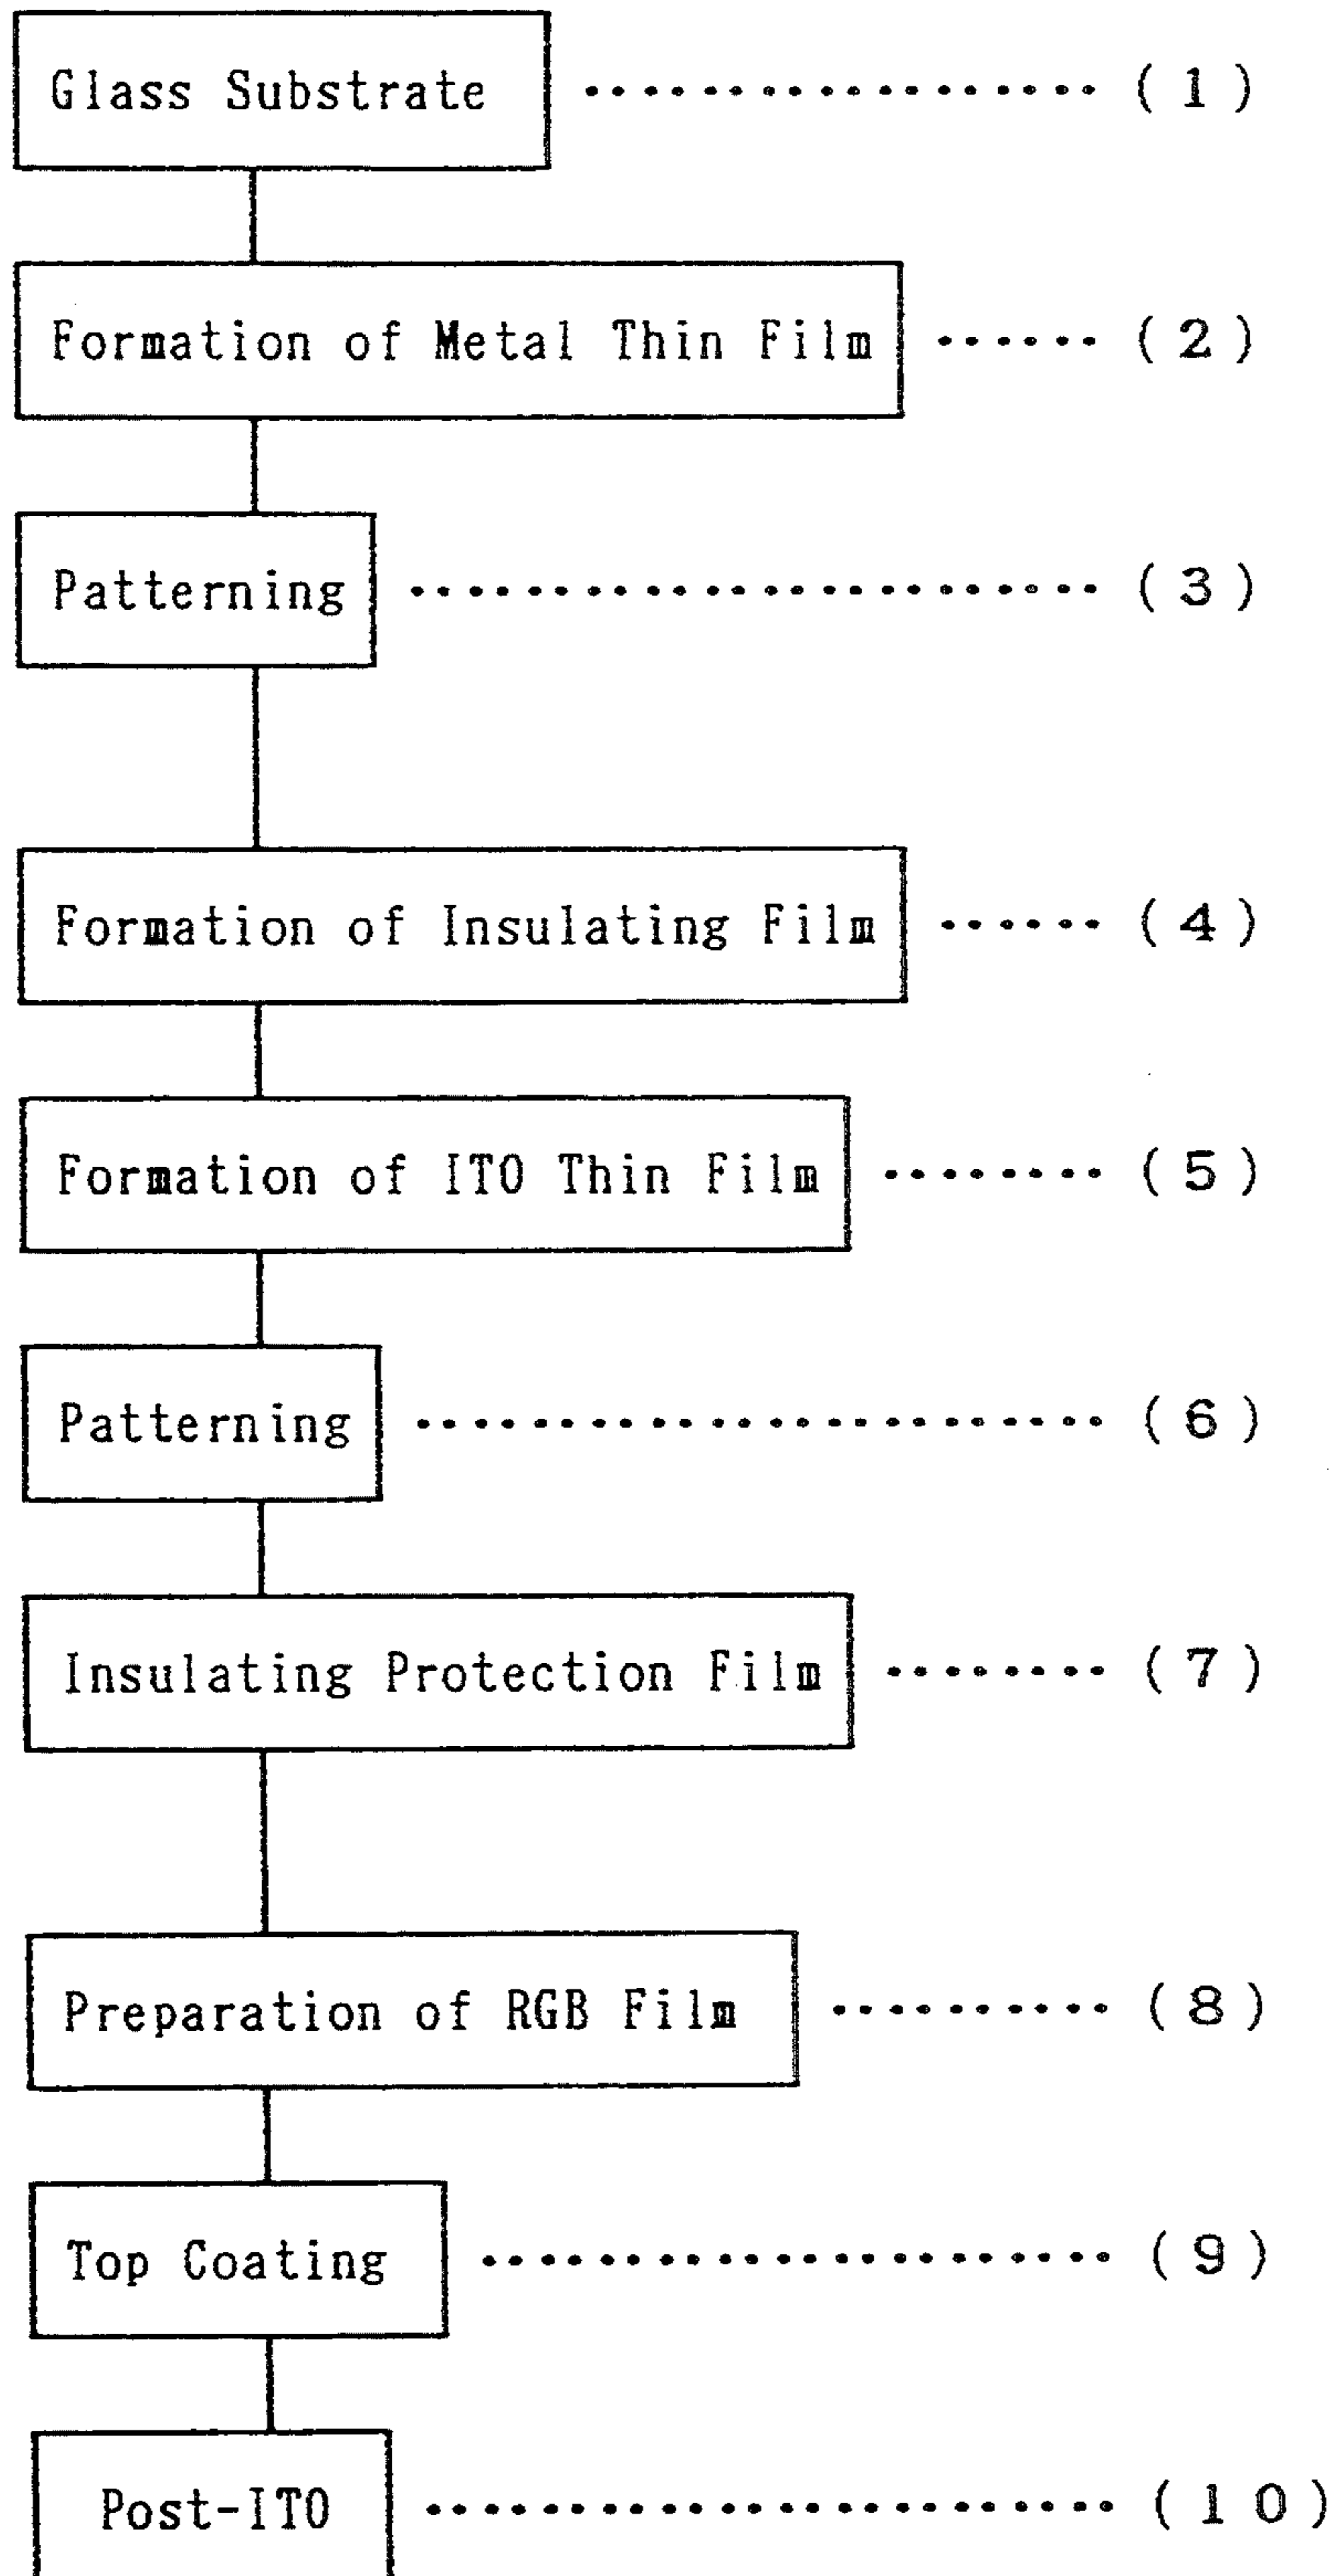 Glass Substrate ·················· (1)
Formation of Metal Thin Film ······ (2)
Patterning ························ (3)
Formation of Insulating Film ······ (4)
Formation of ITO Thin Film ········ (5)
Patterning ························ (6)
Insulating Protection Film ········ (7)
Preparation of RGB Film ·········· (8)
Top Coating ······················ (9)
Post-ITO ························ (10)